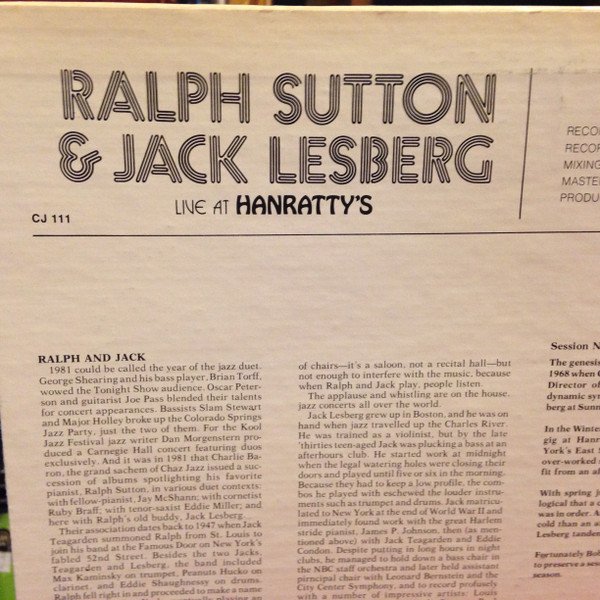 RALPH SUTTON
& JACK LESBERG
LIVE AT HANRATTY'S
CJ 111
RECO
RECOR
MIXING
MASTE
PRODU
RALPH AND JACK
1981 could be called the year of the jazz duet.
George Shearing and his bass player, Brian Torff,
wowed the Tonight Show audience. Oscar Peter-
son and guitarist Joe Pass blended their talents
for concert appearances. Bassists Slam Stewart
and Major Holley broke up the Colorado Springs
Jazz Party, just the two of them. For the Kool
Jazz Festival jazz writer Dan Morgenstern pro-
duced a Carnegie Hall concert featuring duos
exclusively. And it was in 1981 that Charlie Ba-
ron, the grand sachem of Chaz Jazz issued a suc-
cession of albums spotlighting his favorite
pianist, Ralph Sutton, in various duet contexts:
with fellow-pianist, Jay McShann; with cornetist
Ruby Braff; with tenor-saxist Eddie Miller; and
here with Ralph's old buddy, Jack Lesberg.
Their association dates back to 1947 when Jack
Teagarden summoned Ralph from St. Louis to
join his band at the Famous Door on New York's
fabled 52nd Street. Besides the two Jacks,
Teagarden and Lesberg, the band included
Max Kaminsky on trumpet, Peanuts Hucko on
clarinet, and Eddie Shaughnessy on drums.
Ralph fell right in and proceeded to make a name
of chairs—it's a saloon, not a recital hall—but
not enough to interfere with the music, because
when Ralph and Jack play, people listen.
The applause and whistling are on the house,
jazz concerts all over the world.
Jack Lesberg grew up in Boston, and he was on
hand when jazz travelled up the Charles River.
He was trained as a violinist, but by the late
'thirties teen-aged Jack was plucking a bass at an
afterhours club. He started work at midnight
when the legal watering holes were closing their
doors and played until five or six in the morning.
Because they had to keep a low profile, the com-
bos he played with eschewed the louder instru-
ments such as trumpet and drums. Jack matricu-
lated to New York at the end of World War II and
immediately found work with the great Harlem
stride pianist, James P. Johnson, then (as men-
tioned above) with Jack Teagarden and Eddie
Condon. Despite putting in long hours in night
clubs, he managed to hold down a bass chair in
the NBC staff orchestra and later held assistant
pirncipal chair with Leonard Bernstein and the
City Center Symphony, and to record profusely
with a number of impressive artists: Louis
Session N
The genesis
1968 when C
Director of
dynamic syn
berg at Sunn
In the Winter
gig at Hanra
York's East
over-worked s
fit from an af
With spring j
logical that a c
was in order. A
cold than an al
Lesberg tanden
Fortunately Bob
to preserve a ses
season.